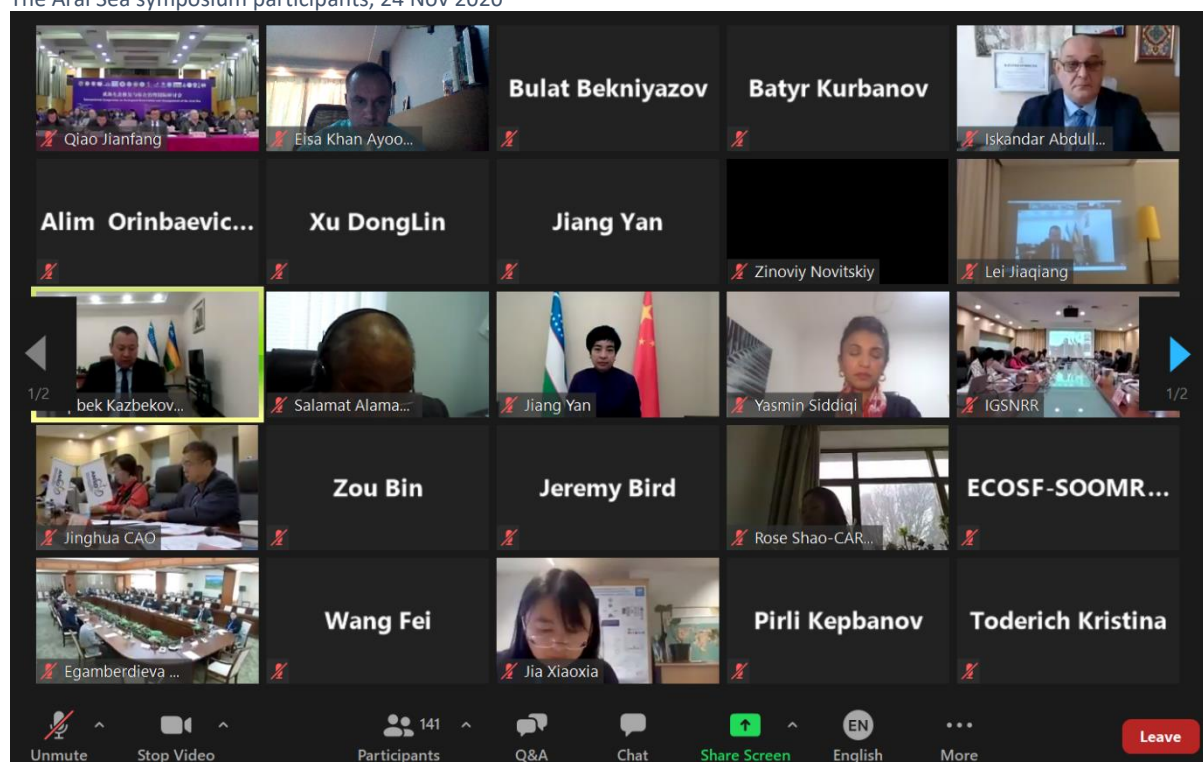 The Aral Sea symposium participants, 24 Nov 2020
Qiao Jianfang
Eisa Khan Ayoo...
Bulat Bekniyazov
Batyr Kurbanov
Iskandar Abdull...
Alim Orinbaevic...
Xu DongLin
Jiang Yan
Zinoviy Novitskiy
Lei Jiaqiang
1/2
bek Kazbekov...
Salamat Alama...
Jiang Yan
Yasmin Siddiqi
IGSNRR
1/2
Jinghua CAO
Zou Bin
Jeremy Bird
Rose Shao-CAR...
ECOSF-SOOMR...
Egamberdieva ...
Wang Fei
Jia Xiaoxia
Pirli Kepbanov
Toderich Kristina
Unmute
Stop Video
141
Participants
Q&A
Chat
Share Screen
EN
English
More
Leave